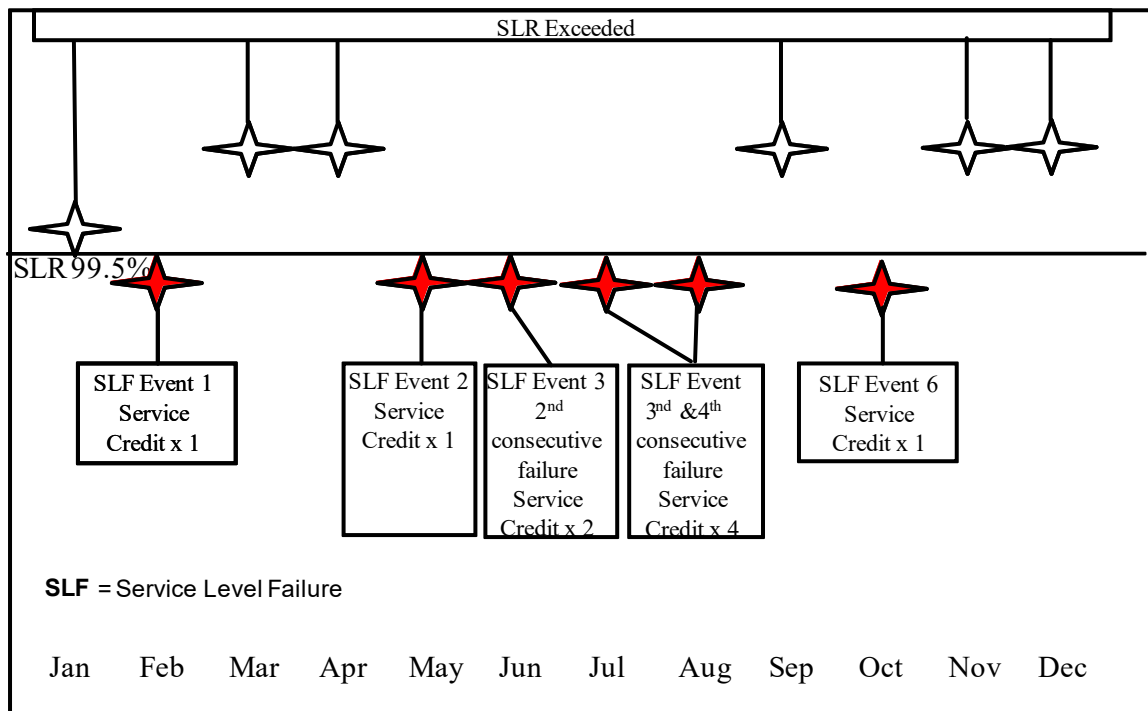 SLR Exceeded
SLR 99.5%
SLF Event 1
Service
Credit x 1
SLF Event 2
Service
Credit x 1
SLF Event 3
2nd
consecutive
failure
Service
Credit x 2
SLF Event
3nd &4th
consecutive
failure
Service
Credit x 4
SLF Event 6
Service
Credit x 1
SLF = Service Level Failure
Jan Feb Mar Apr May Jun Jul Aug Sep Oct Nov Dec